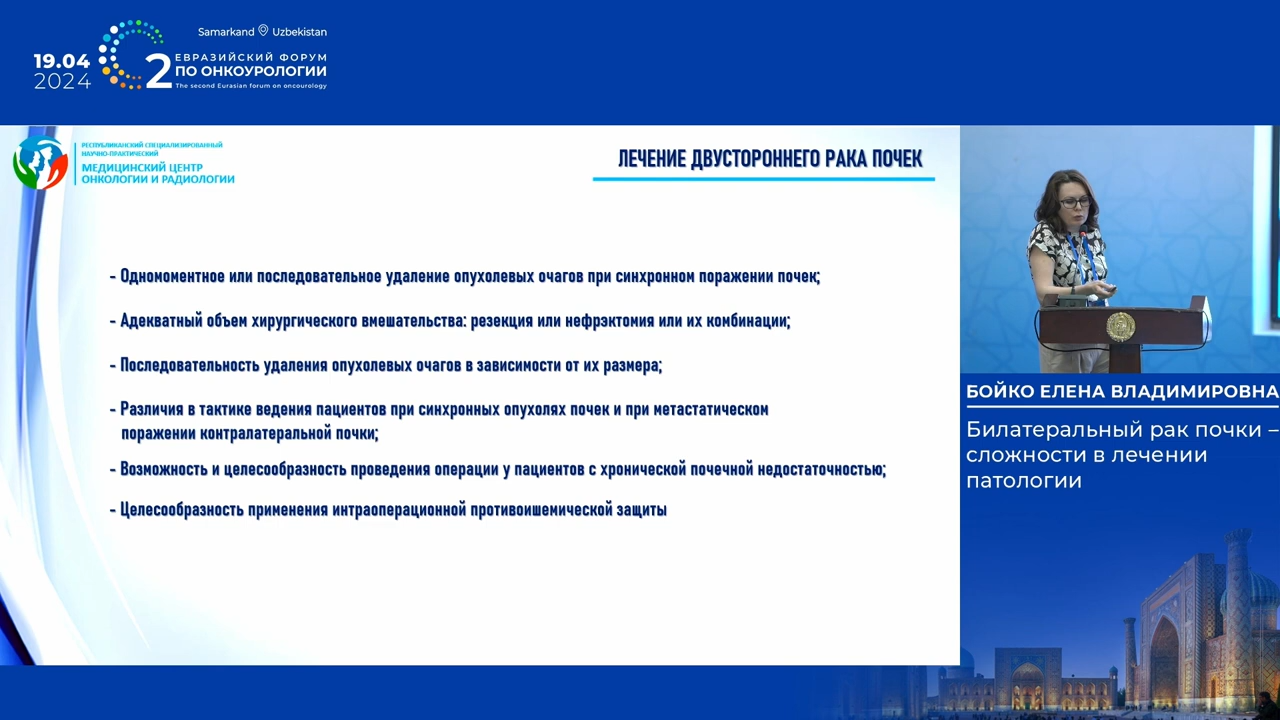 Samarkand Uzbekistan
19.04
2024
2
ЕВРАЗИЙСКИЙ ФОРУМ
ПО ОНКОУРОЛОГИИ
The second Eurasian forum on oncourology
РЕСПУБЛИКАНСКИЙ СПЕЦИАЛИЗИРОВАННЫЙ
НАУЧНО-ПРАКТИЧЕСКИЙ
МЕДИЦИНСКИЙ ЦЕНТР
ОНКОЛОГИИ И РАДИОЛОГИИ
ЛЕЧЕНИЕ ДВУСТОРОННЕГО РАКА ПОЧЕК
- Одномоментное или последовательное удаление опухолевых очагов при синхронном поражении почек;
- Адекватный объем хирургического вмешательства: резекция или нефрэктомия или их комбинации;
- Последовательность удаления опухолевых очагов в зависимости от их размера;
- Различия в тактике ведения пациентов при синхронных опухолях почек и при метастатическом
поражении контралатеральной почки;
- Возможность и целесообразность проведения операции у пациентов с хронической почечной недостаточностью;
- Целесообразность применения интраоперационной противоишемической защиты
БОЙКО ЕЛЕНА ВЛАДИМИРОВНА
Билатеральный рак почки –
сложности в лечении
патологии